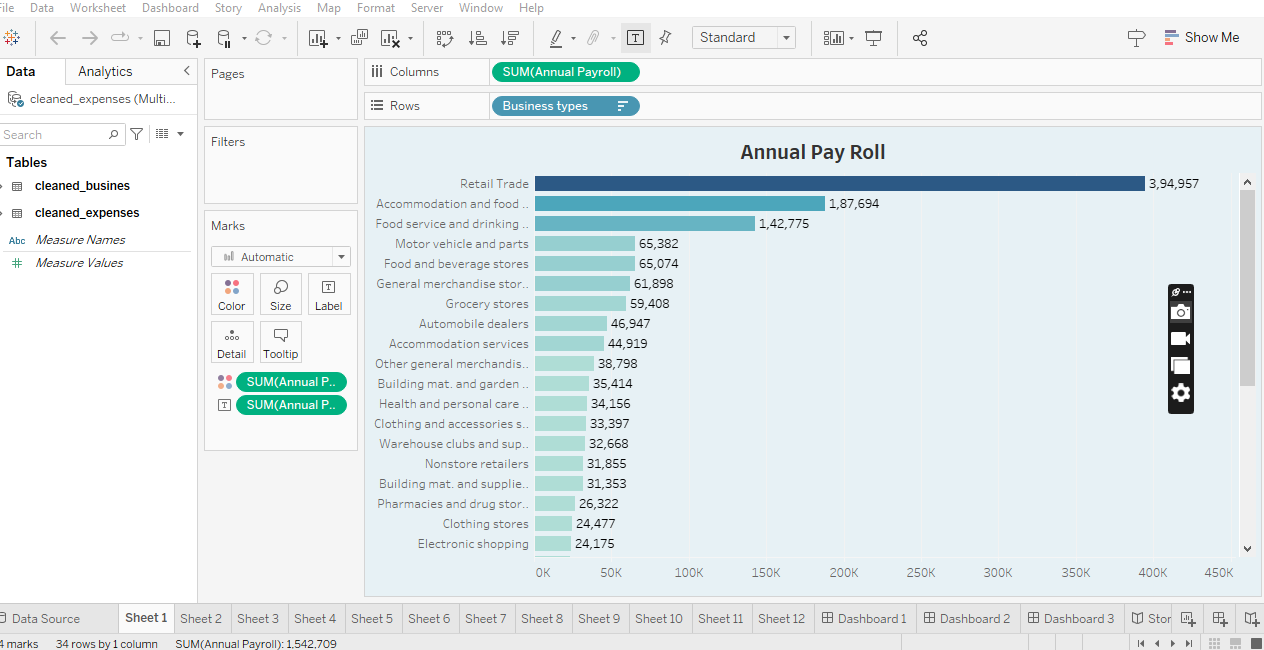 File Data Worksheet Dashboard Story Analysis Map Format Server Window Help
Standard
Show Me
Data Analytics
cleaned_expenses (Multi...
Search
Tables
cleaned_busines
cleaned_expenses
Abc Measure Names
# Measure Values
Pages
Filters
Marks
Automatic
Color Size Label
Detail Tooltip
SUM(Annual P..
SUM(Annual P..
Columns SUM(Annual Payroll)
Rows Business types
Annual Pay Roll
Retail Trade 3,94,957
Accommodation and food .. 1,87,694
Food service and drinking .. 1,42,775
Motor vehicle and parts 65,382
Food and beverage stores 65,074
General merchandise stor.. 61,898
Grocery stores 59,408
Automobile dealers 46,947
Accommodation services 44,919
Other general merchandis.. 38,798
Building mat. and garden .. 35,414
Health and personal care .. 34,156
Clothing and accessories s.. 33,397
Warehouse clubs and sup.. 32,668
Nonstore retailers 31,855
Building mat. and supplie.. 31,353
Pharmacies and drug stor.. 26,322
Clothing stores 24,477
Electronic shopping 24,175
0K 50K 100K 150K 200K 250K 300K 350K 400K 450K
Data Source Sheet 1 Sheet 2 Sheet 3 Sheet 4 Sheet 5 Sheet 6 Sheet 7 Sheet 8 Sheet 9 Sheet 10 Sheet 11 Sheet 12 Dashboard 1 Dashboard 2 Dashboard 3 Stor
4 marks 34 rows by 1 column SUM(Annual Payroll): 1,542,709